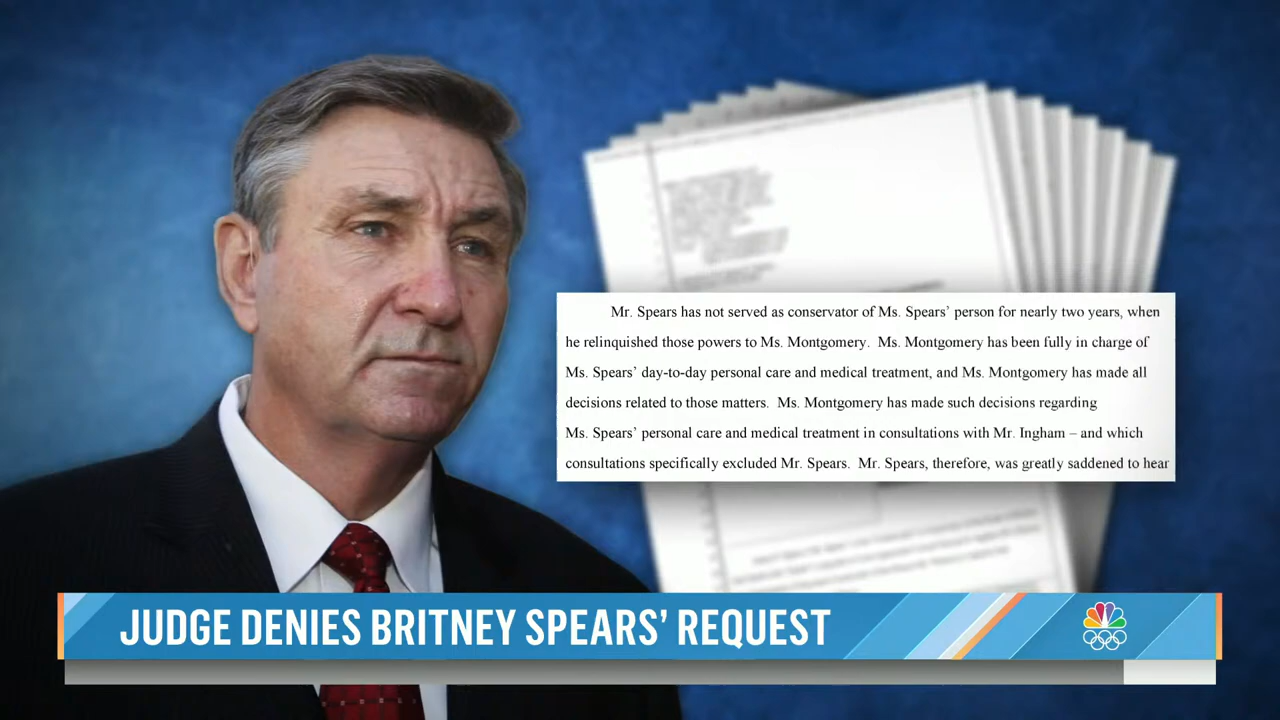 Mr. Spears has not served as conservator of Ms. Spears’ person for nearly two years, when
he relinquished those powers to Ms. Montgomery. Ms. Montgomery has been fully in charge of
Ms. Spears’ day-to-day personal care and medical treatment, and Ms. Montgomery has made all
decisions related to those matters. Ms. Montgomery has made such decisions regarding
Ms. Spears’ personal care and medical treatment in consultations with Mr. Ingham – and which
consultations specifically excluded Mr. Spears. Mr. Spears, therefore, was greatly saddened to hear
JUDGE DENIES BRITNEY SPEARS’ REQUEST